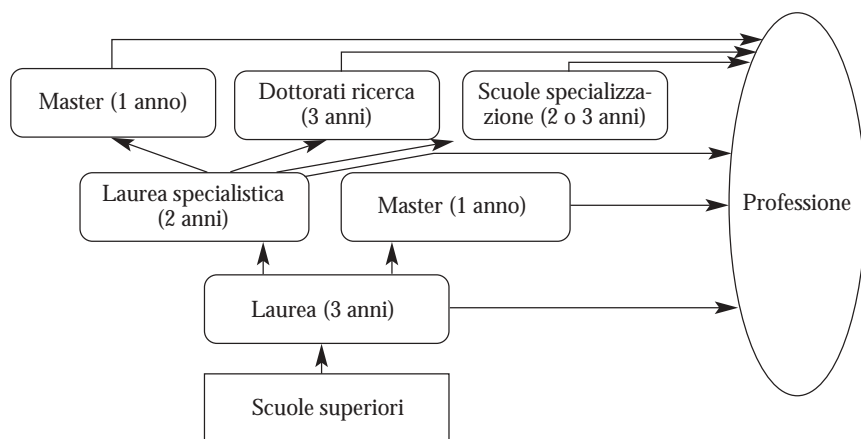 Master (1 anno)
Dottorati ricerca
(3 anni)
Scuole specializza-
zione (2 o 3 anni)
Laurea specialistica
(2 anni)
Master (1 anno)
Professione
Laurea (3 anni)
Scuole superiori